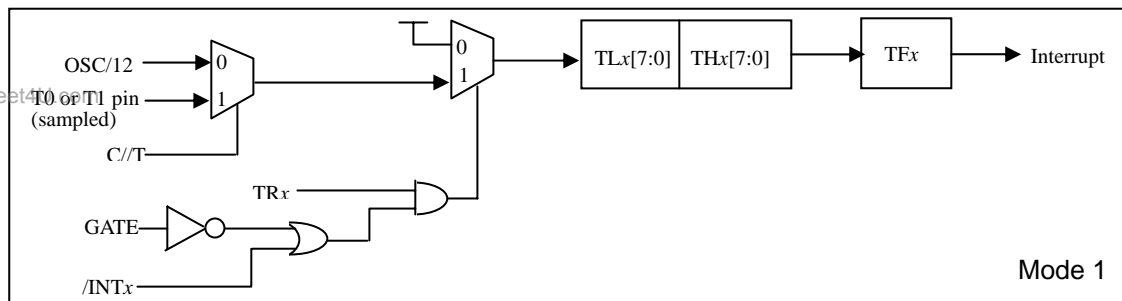 OSC/12
0
1
T0 or T1 pin
(sampled)
C//T
0
1
TRx
GATE
/INTx
TLx[7:0]
THx[7:0]
TFx
Interrupt
Mode 1